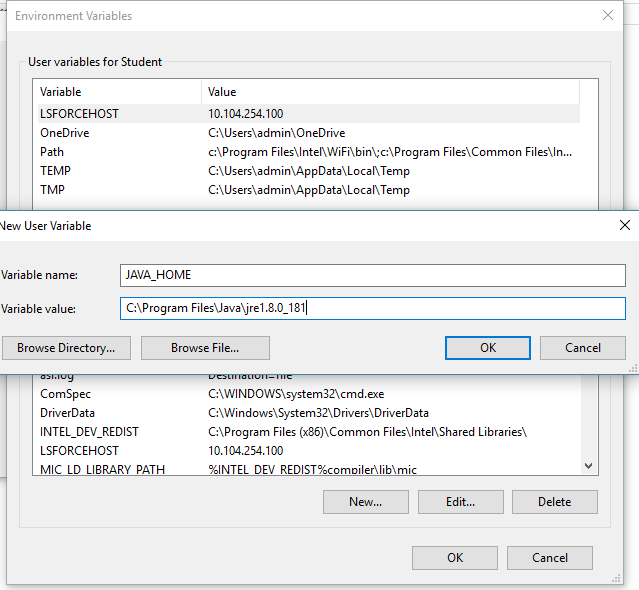 Environment Variables
User variables for Student
Variable Value
LSFORCEHOST 10.104.254.100
OneDrive C:\Users\admin\OneDrive
Path c:\Program Files\Intel\WiFi\bin\;c:\Program Files\Common Files\In...
TEMP C:\Users\admin\AppData\Local\Temp
TMP C:\Users\admin\AppData\Local\Temp
New User Variable
Variable name: JAVA_HOME
Variable value: C:\Program Files\Java\jre1.8.0_181
Browse Directory... Browse File... OK Cancel
asl.log Destination=file
ComSpec C:\WINDOWS\system32\cmd.exe
DriverData C:\Windows\System32\Drivers\DriverData
INTEL_DEV_REDIST C:\Program Files (x86)\Common Files\Intel\Shared Libraries\
LSFORCEHOST 10.104.254.100
MIC_LD_LIBRARY_PATH %INTEL_DEV_REDIST%compiler\lib\mic
New... Edit... Delete
OK Cancel